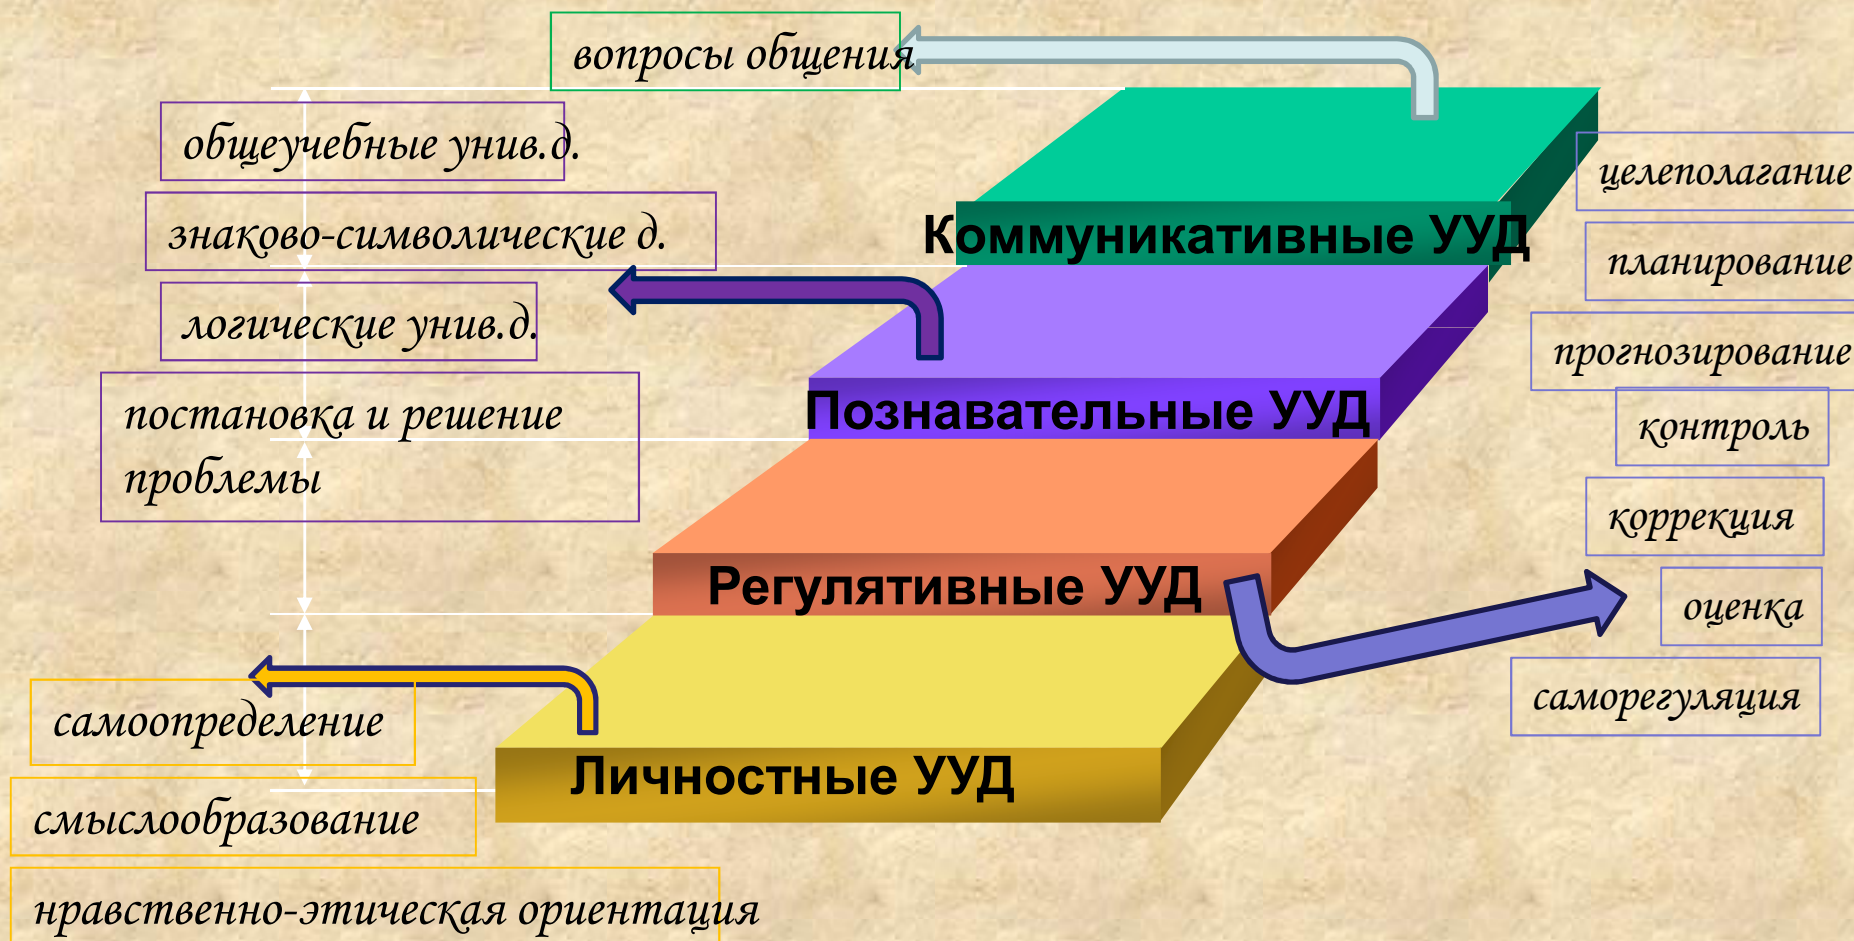 вопросы общения
общеучебные унив.д.
знаково-символические д.
логические унив.д.
постановка и решение
проблемы
Коммуникативные УУД
Познавательные УУД
Регулятивные УУД
Личностные УУД
целеполагание
планирование
прогнозирование
контроль
коррекция
оценка
саморегуляция
самоопределение
смыслообразование
нравственно-этическая ориентация